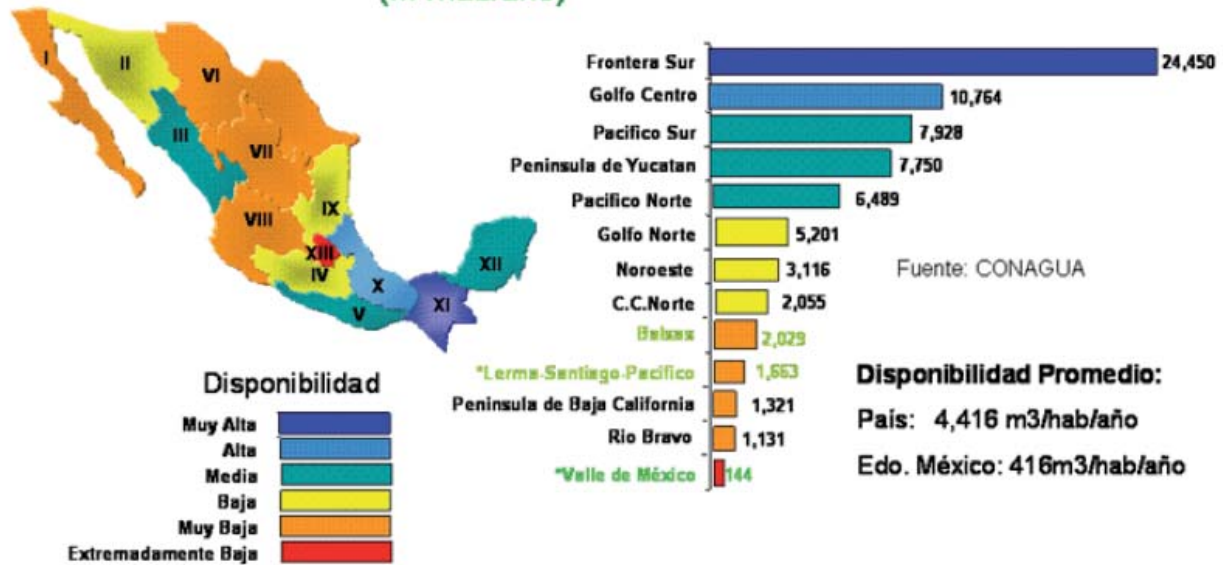 I
II
III
VI
VII
VIII
IX
XIII
IV
X
V
XI
XII
Disponibilidad
Muy Alta
Alta
Media
Baja
Muy Baja
Extremadamente Baja
Frontera Sur 24,450
Golfo Centro 10,764
Pacifico Sur 7,928
Peninsula de Yucatan 7,750
Pacifico Norte 6,489
Golfo Norte 5,201
Noroeste 3,116
C.C.Norte 2,055
Balsas 2,029
*Lerma-Santiago-Pacifico 1,663
Peninsula de Baja California 1,321
Rio Bravo 1,131
*Valle de México 144
Fuente: CONAGUA
Disponibilidad Promedio:
País: 4,416 m3/hab/año
Edo. México: 416m3/hab/año